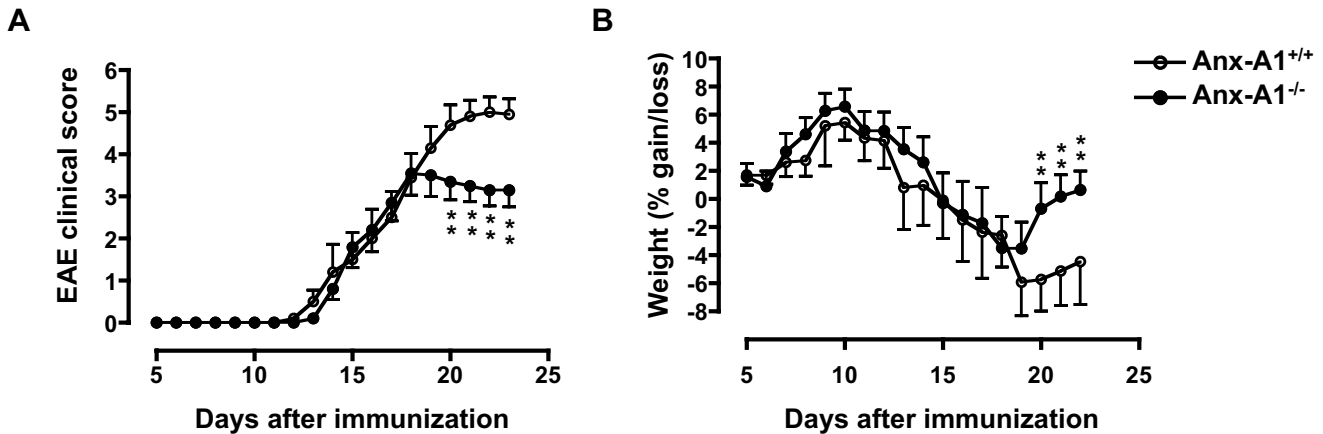 A
B
EAE clinical score
6
5
4
3
2
1
0
** ** ** **
5 10 15 20 25
Days after immunization
Weight (% gain/loss)
10
8
6
4
2
0
-2
-4
-6
-8
** ** **
5 10 15 20 25
Days after immunization
Anx-A1+/+
Anx-A1-/-